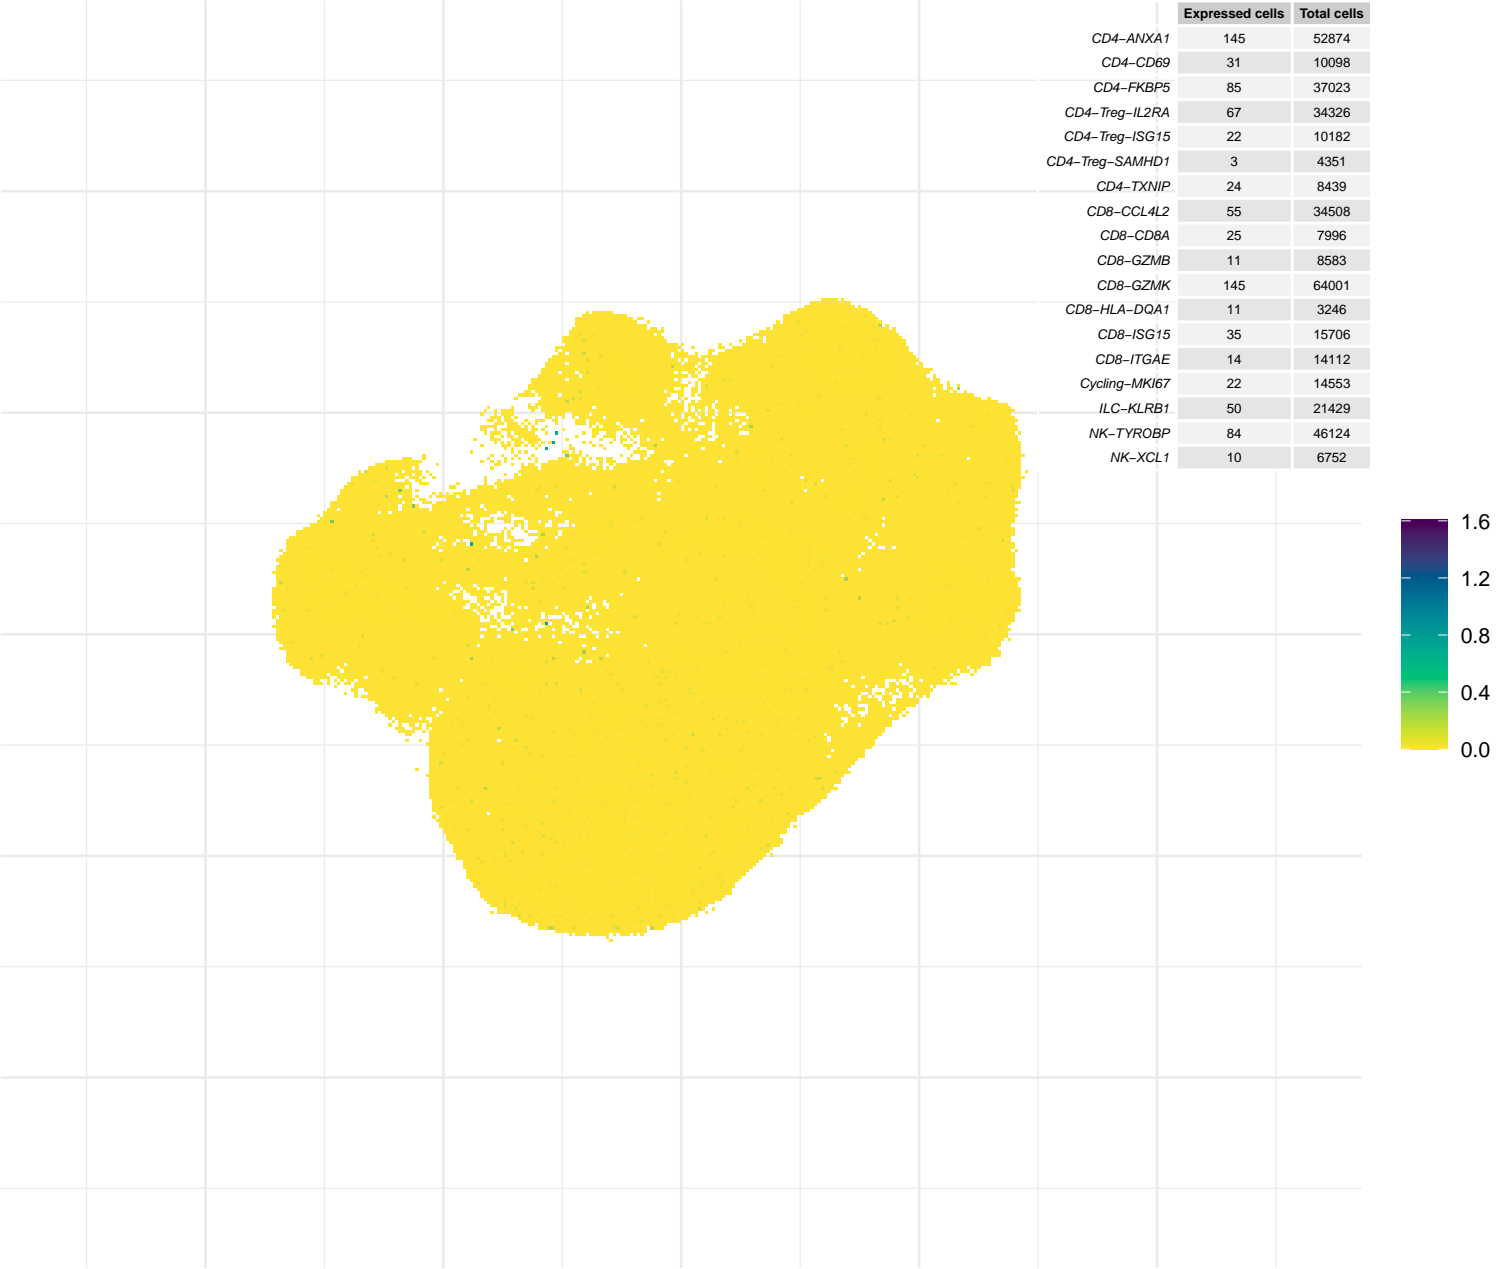 Expressed cells Total cells
CD4−ANXA1 145 52874
CD4−CD69 31 10098
CD4−FKBP5 85 37023
CD4−Treg−IL2RA 67 34326
CD4−Treg−ISG15 22 10182
CD4−Treg−SAMHD1 3 4351
CD4−TXNIP 24 8439
CD8−CCL4L2 55 34508
CD8−CD8A 25 7996
CD8−GZMB 11 8583
CD8−GZMK 145 64001
CD8−HLA−DQA1 11 3246
CD8−ISG15 35 15706
CD8−ITGAE 14 14112
Cycling−MKI67 22 14553
ILC−KLRB1 50 21429
NK−TYROBP 84 46124
NK−XCL1 10 6752
1.6
1.2
0.8
0.4
0.0